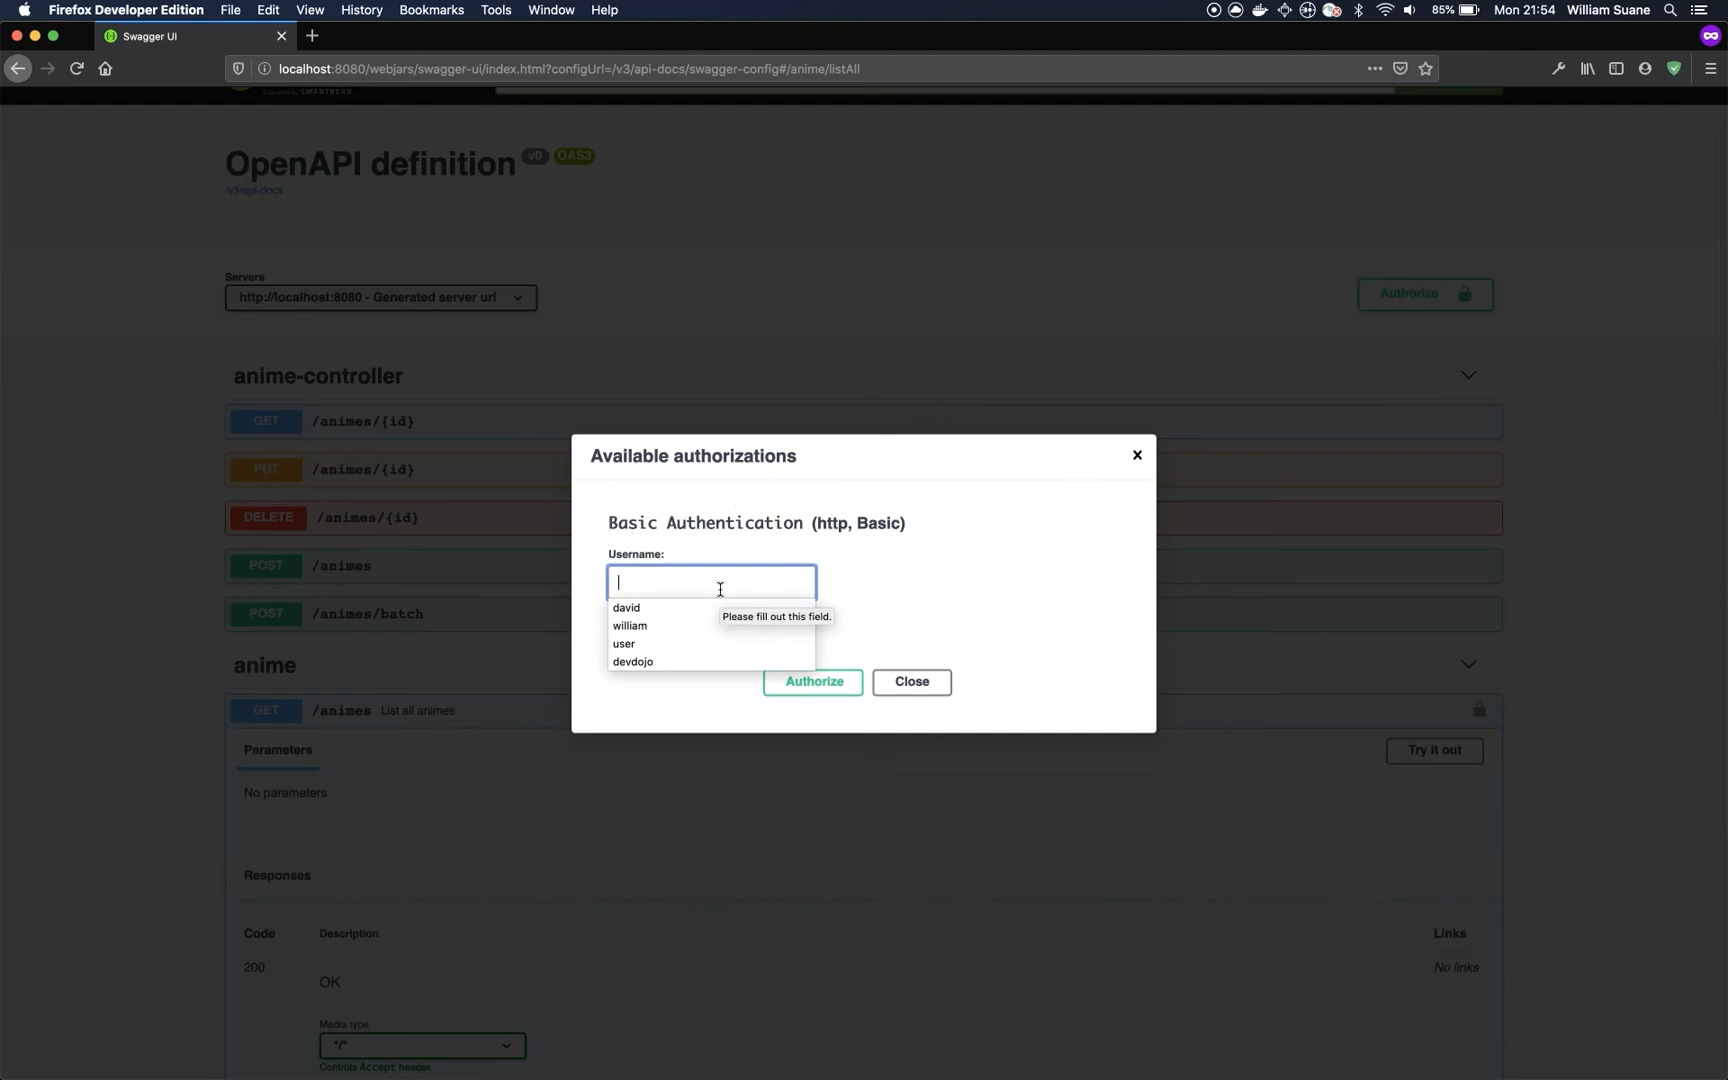 Firefox Developer Edition File Edit View History Bookmarks Tools Window Help 85% Mon 21:54 William Suane
Swagger UI
localhost:8080/webjars/swagger-ui/index.html?configUrl=/v3/api-docs/swagger-config#/anime/listAll
Supported by SMARTBEAR
OpenAPI definition v0 OAS3
/v3/api-docs
Servers
http://localhost:8080 - Generated server url
Authorize
anime-controller
GET /animes/{id}
PUT /animes/{id}
DELETE /animes/{id}
POST /animes
POST /animes/batch
Available authorizations
Basic Authentication (http, Basic)
Username:
david
william
user
devdojo
Please fill out this field.
Authorize Close
anime
GET /animes List all animes
Parameters
Try it out
No parameters
Responses
Code Description Links
200 OK No links
Media type
*/*
Controls Accept header.